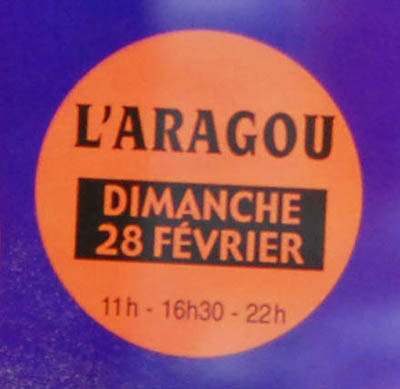 L'ARAGOU
DIMANCHE
28 FÉVRIER
11h - 16h30 - 22h